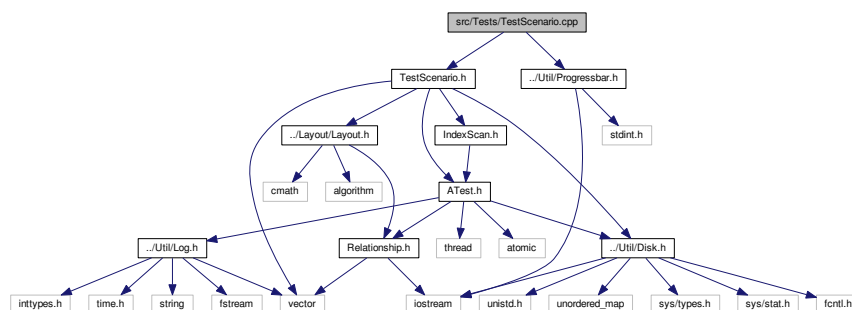 src/Tests/TestScenario.cpp
TestScenario.h
../Util/Progressbar.h
../Layout/Layout.h
IndexScan.h
stdint.h
cmath
algorithm
ATest.h
../Util/Log.h
Relationship.h
thread
atomic
../Util/Disk.h
inttypes.h
time.h
string
fstream
vector
iostream
unistd.h
unordered_map
sys/types.h
sys/stat.h
fcntl.h